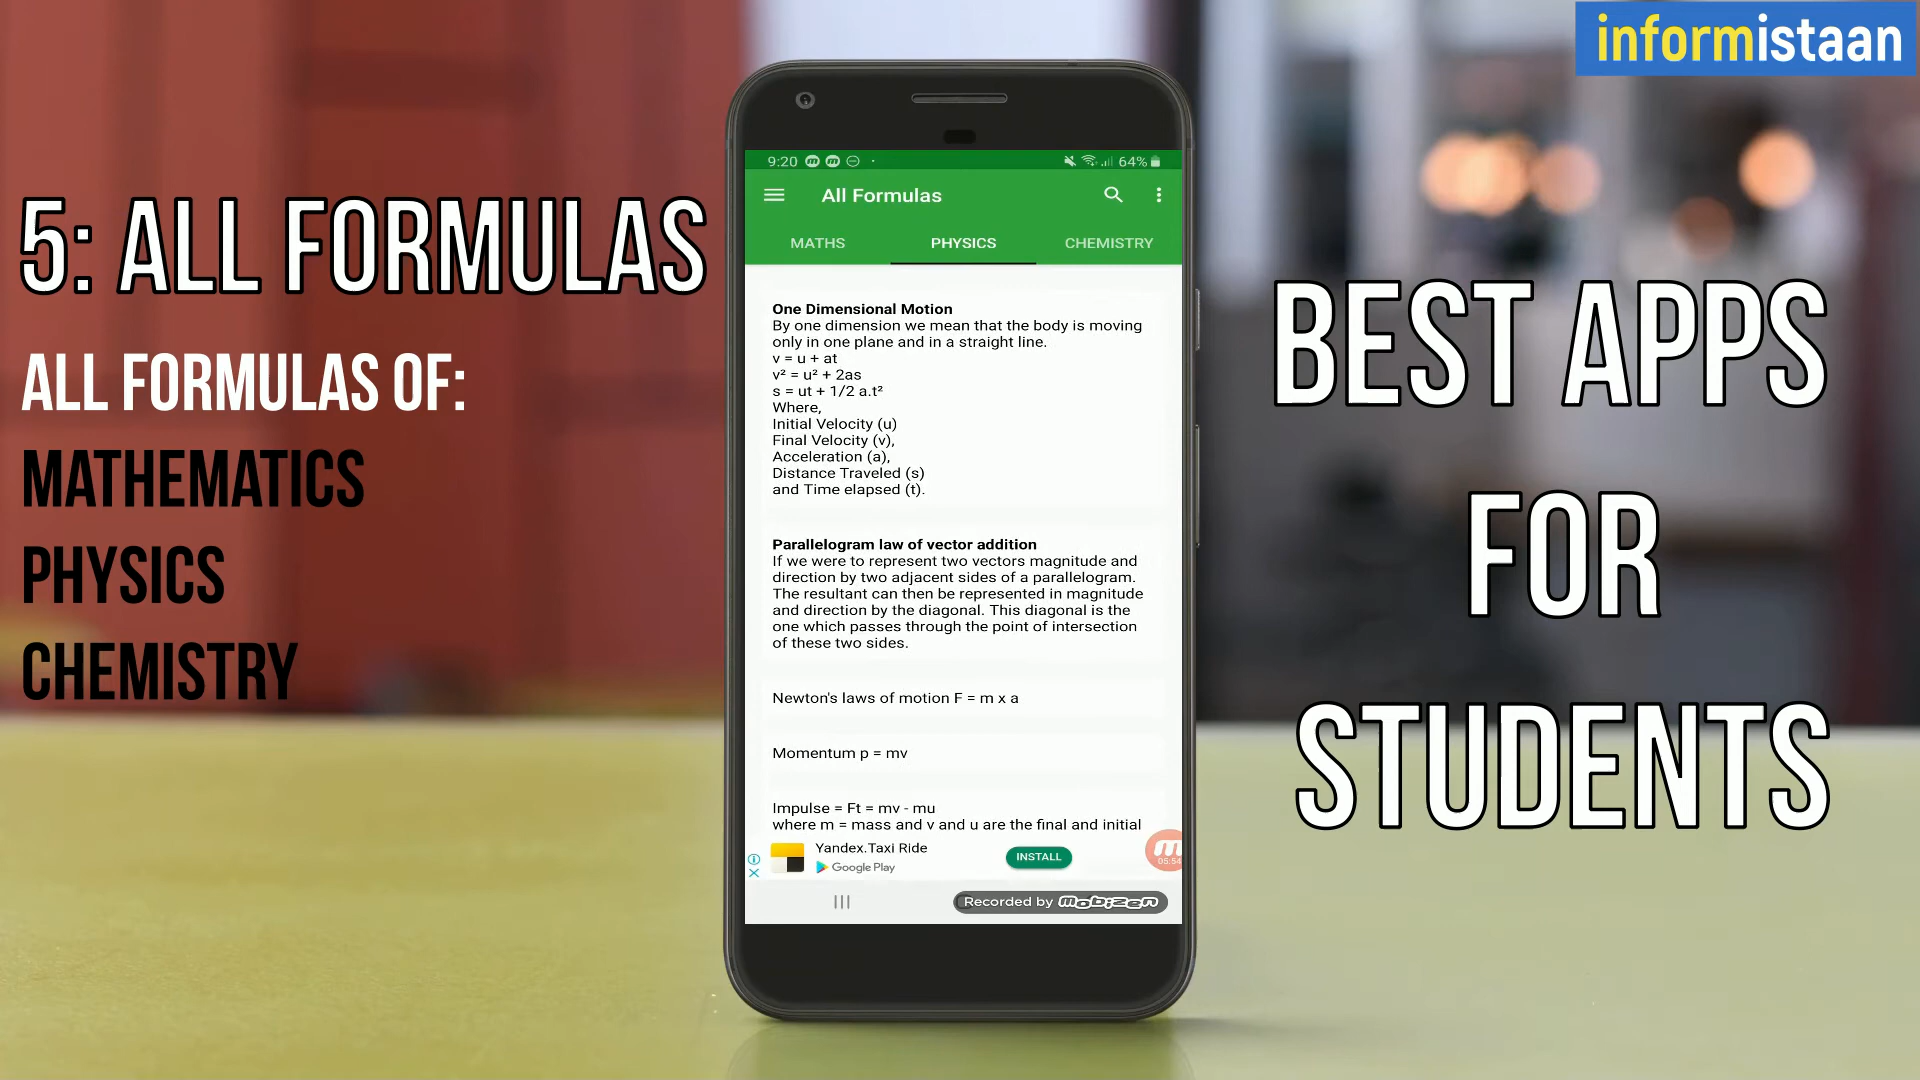 informistaan
5: ALL FORMULAS
ALL FORMULAS OF:
MATHEMATICS
PHYSICS
CHEMISTRY
9:20
64%
All Formulas
MATHS PHYSICS CHEMISTRY
One Dimensional Motion
By one dimension we mean that the body is moving
only in one plane and in a straight line.
v = u + at
v² = u² + 2as
s = ut + 1/2 a.t²
Where,
Initial Velocity (u)
Final Velocity (v),
Acceleration (a),
Distance Traveled (s)
and Time elapsed (t).
Parallelogram law of vector addition
If we were to represent two vectors magnitude and
direction by two adjacent sides of a parallelogram.
The resultant can then be represented in magnitude
and direction by the diagonal. This diagonal is the
one which passes through the point of intersection
of these two sides.
Newton's laws of motion F = m x a
Momentum p = mv
Impulse = Ft = mv - mu
where m = mass and v and u are the final and initial
Yandex.Taxi Ride
Google Play
INSTALL
05:54
Recorded by mobizen
BEST APPS
FOR
STUDENTS